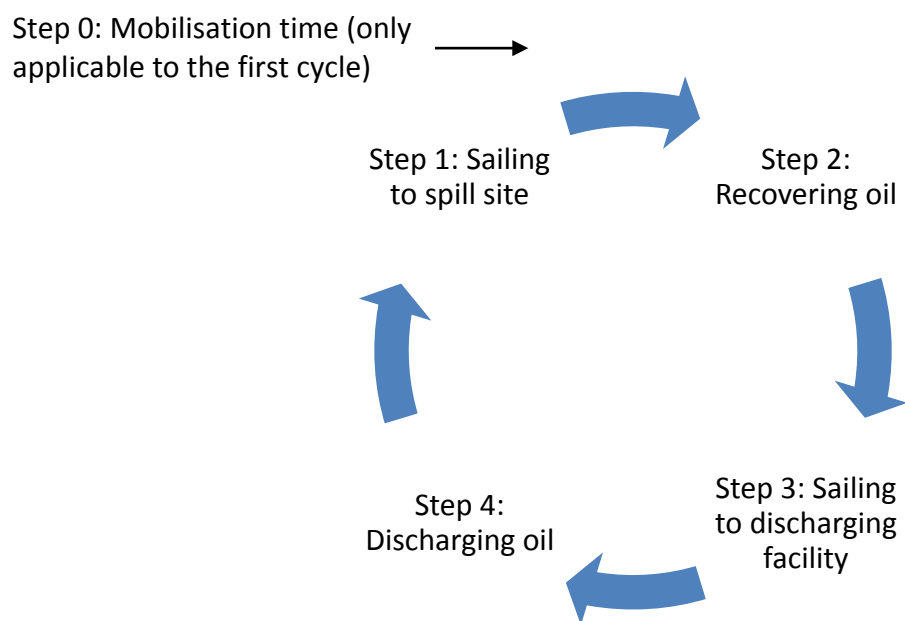 Step 0: Mobilisation time (only
applicable to the first cycle)
Step 1: Sailing
to spill site
Step 2:
Recovering oil
Step 3: Sailing
to discharging
facility
Step 4:
Discharging oil